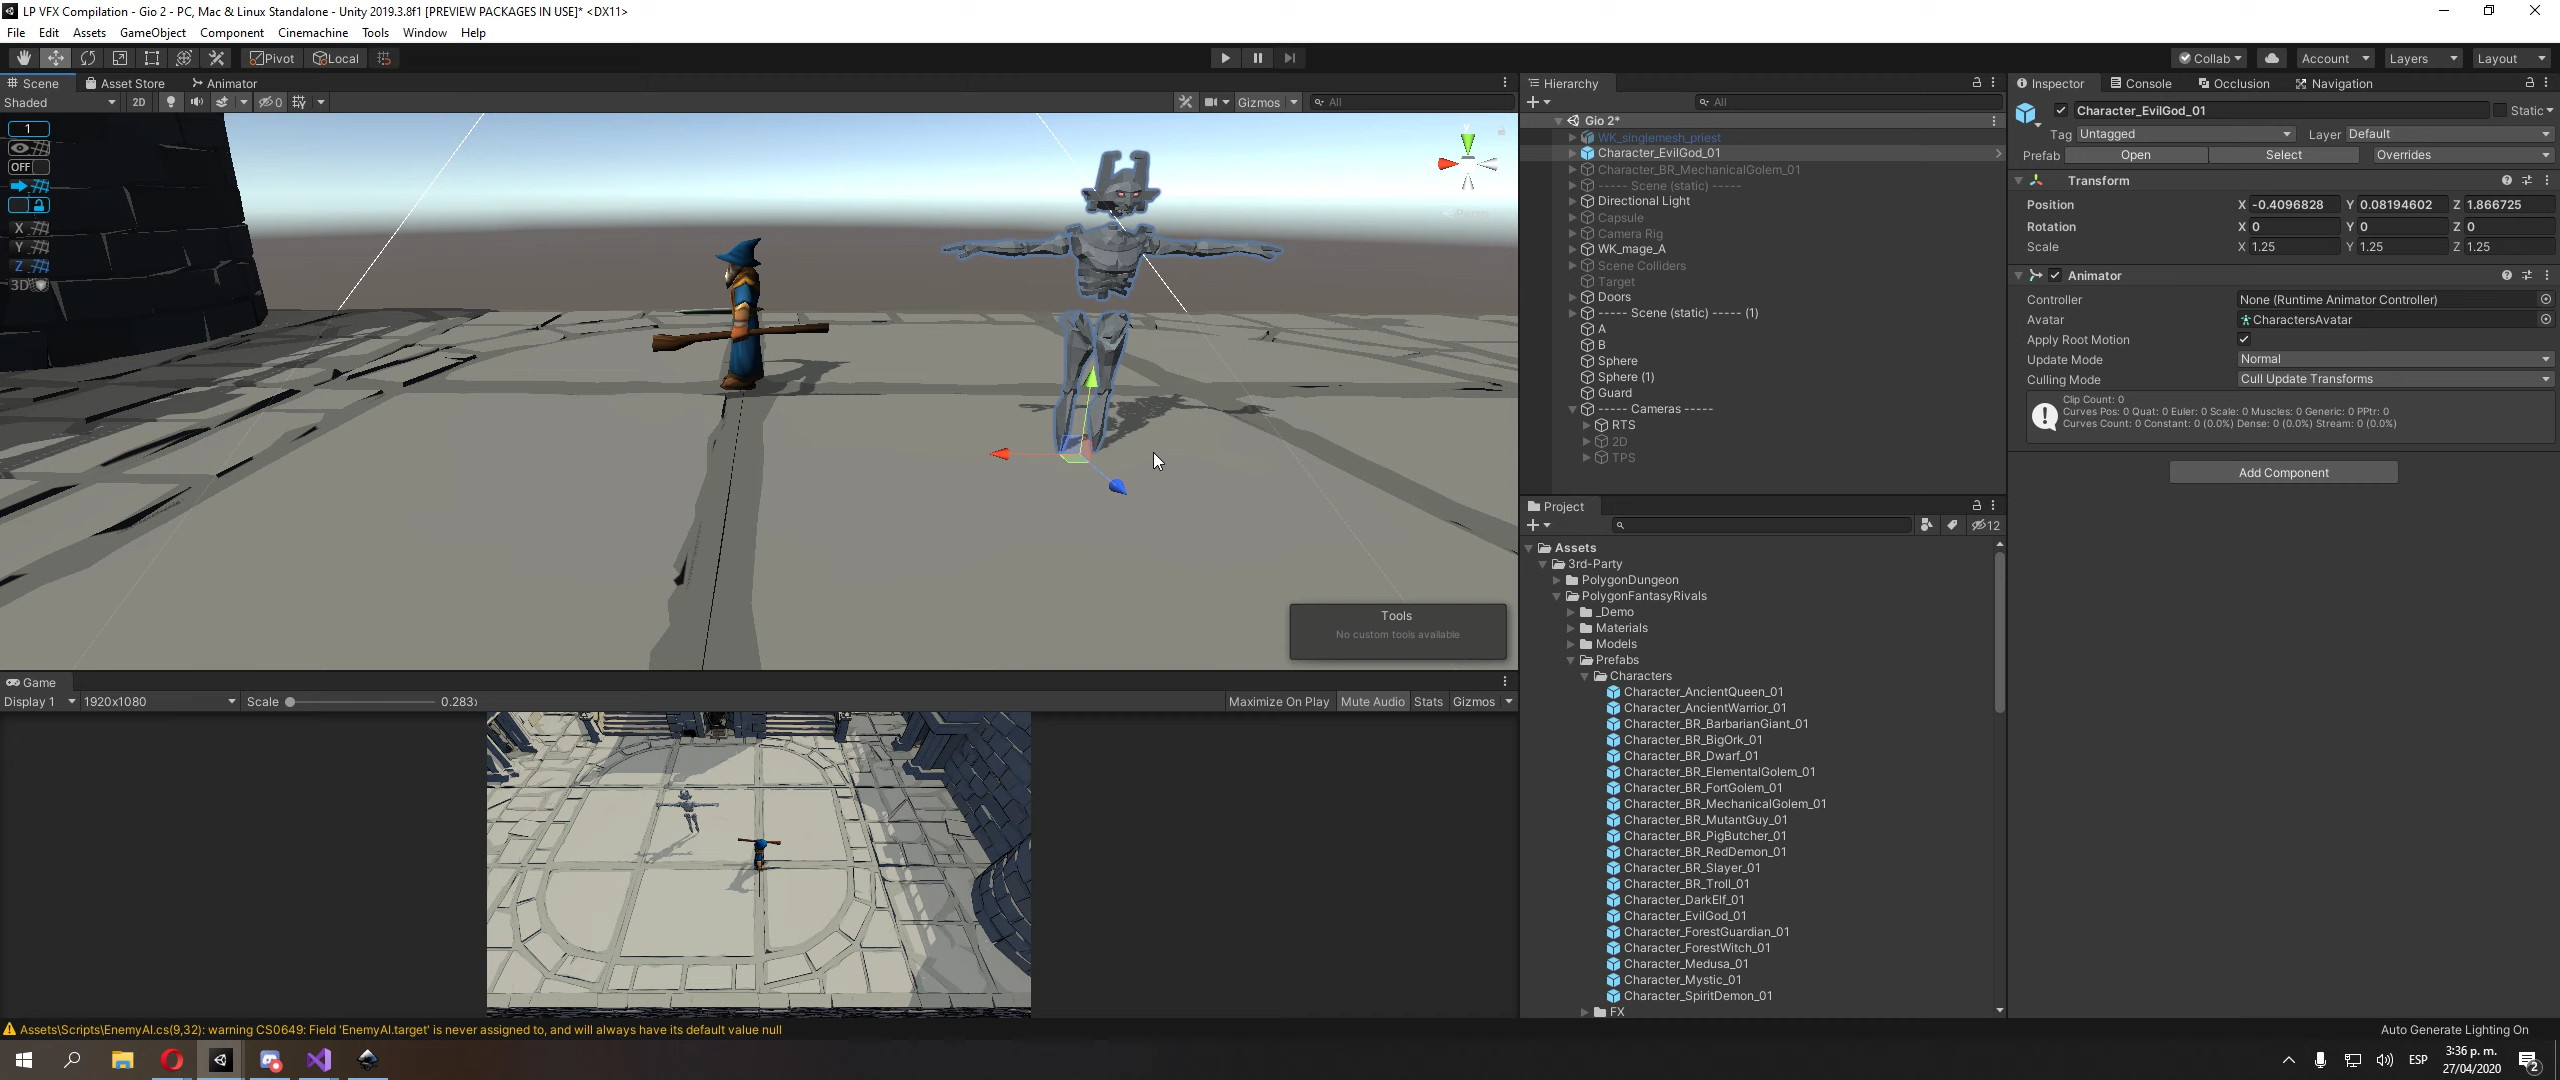 LP VFX Compilation - Gio 2 - PC, Mac & Linux Standalone - Unity 2019.3.8f1 [PREVIEW PACKAGES IN USE]* <DX11>
File Edit Assets GameObject Component Cinemachine Tools Window Help
Pivot Local Collab Account Layers Layout
Scene Asset Store Animator
Shaded 2D 0 Gizmos All
1
OFF
X
Y
Z
3D
y
Tools
No custom tools available
Game
Display 1 1920x1080 Scale 0.283x Maximize On Play Mute Audio Stats Gizmos
Hierarchy
All
Gio 2*
WK_singlemesh_priest
Character_EvilGod_01
Character_BR_MechanicalGolem_01
----- Scene (static) -----
Directional Light
Capsule
Camera Rig
WK_mage_A
Scene Colliders
Target
Doors
----- Scene (static) ----- (1)
A
B
Sphere
Sphere (1)
Guard
----- Cameras -----
RTS
2D
TPS
Project
12
Assets
3rd-Party
PolygonDungeon
PolygonFantasyRivals
_Demo
Materials
Models
Prefabs
Characters
Character_AncientQueen_01
Character_AncientWarrior_01
Character_BR_BarbarianGiant_01
Character_BR_BigOrk_01
Character_BR_Dwarf_01
Character_BR_ElementalGolem_01
Character_BR_FortGolem_01
Character_BR_MechanicalGolem_01
Character_BR_MutantGuy_01
Character_BR_PigButcher_01
Character_BR_RedDemon_01
Character_BR_Slayer_01
Character_BR_Troll_01
Character_DarkElf_01
Character_EvilGod_01
Character_ForestGuardian_01
Character_ForestWitch_01
Character_Medusa_01
Character_Mystic_01
Character_SpiritDemon_01
FX
Inspector Console Occlusion Navigation
Character_EvilGod_01 Static
Tag Untagged Layer Default
Prefab Open Select Overrides
Transform
Position X -0.4096828 Y 0.08194602 Z 1.866725
Rotation X 0 Y 0 Z 0
Scale X 1.25 Y 1.25 Z 1.25
Animator
Controller None (Runtime Animator Controller)
Avatar CharactersAvatar
Apply Root Motion
Update Mode Normal
Culling Mode Cull Update Transforms
Clip Count: 0
Curves Pos: 0 Quat: 0 Euler: 0 Scale: 0 Muscles: 0 Generic: 0 PPtr: 0
Curves Count: 0 Constant: 0 (0.0%) Dense: 0 (0.0%) Stream: 0 (0.0%)
Add Component
Assets\Scripts\EnemyAI.cs(9,32): warning CS0649: Field 'EnemyAI.target' is never assigned to, and will always have its default value null
Auto Generate Lighting On
ESP
3:36 p. m.
27/04/2020
2